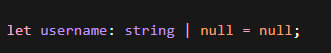 let username: string | null = null;